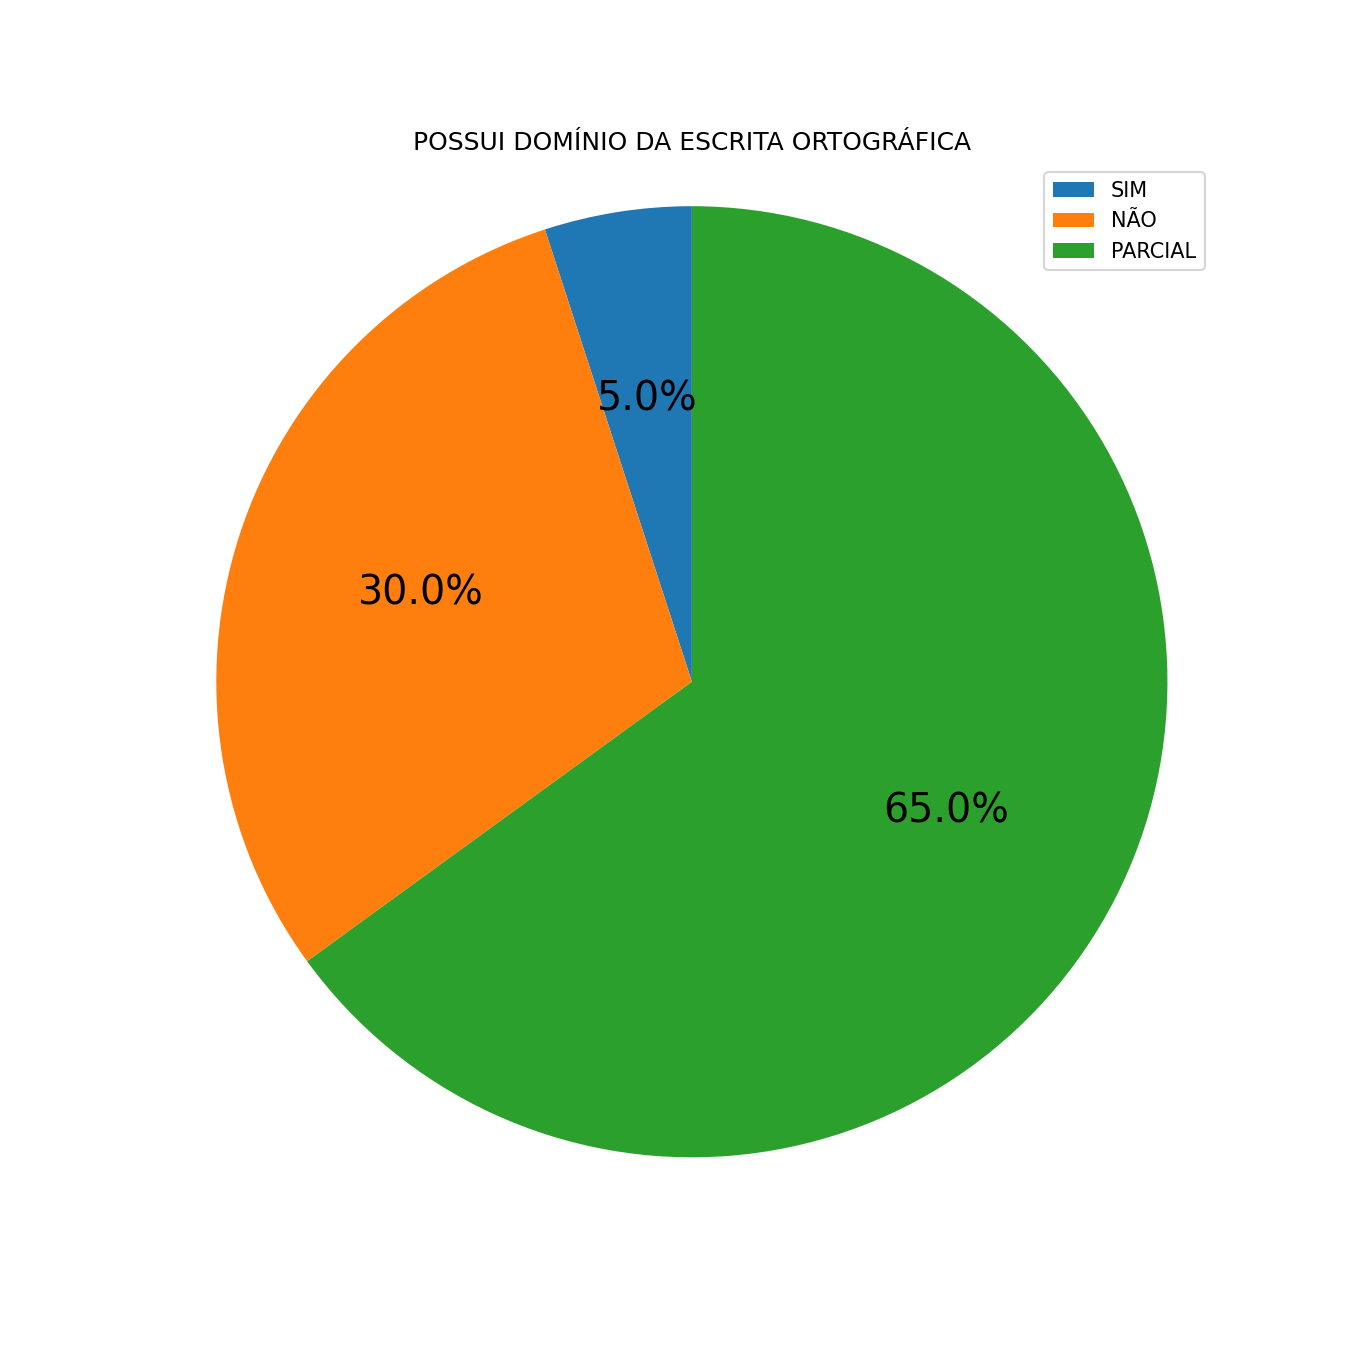 POSSUI DOMÍNIO DA ESCRITA ORTOGRÁFICA
SIM
NÃO
PARCIAL
5.0%
30.0%
65.0%